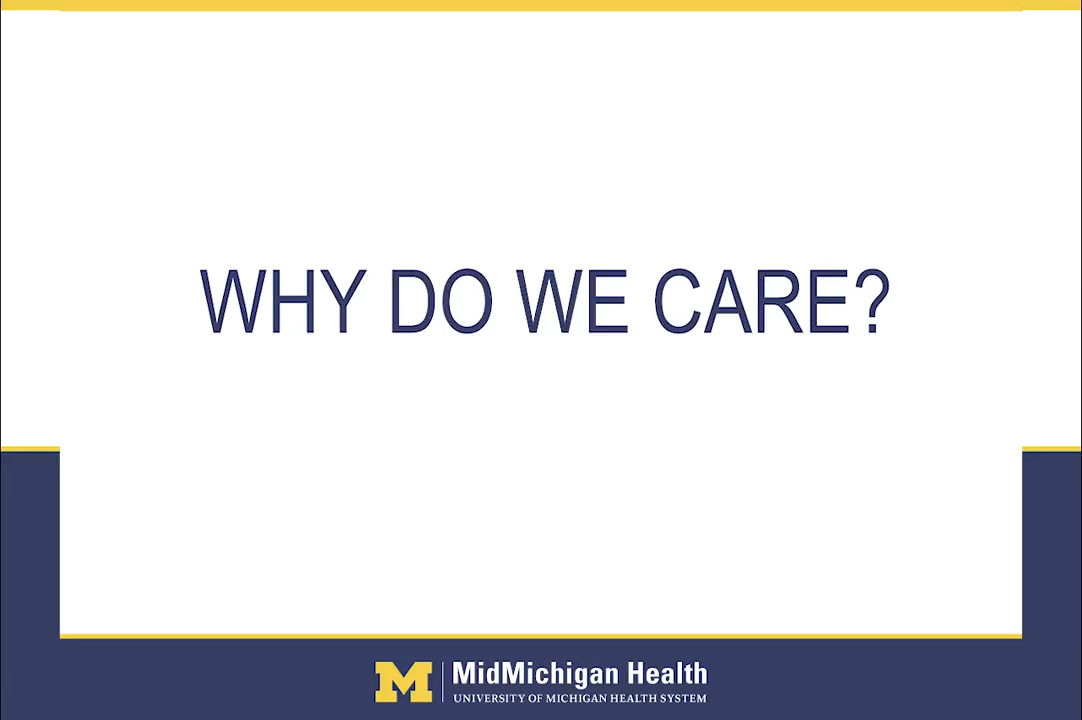 WHY DO WE CARE?
M
MidMichigan Health
UNIVERSITY OF MICHIGAN HEALTH SYSTEM